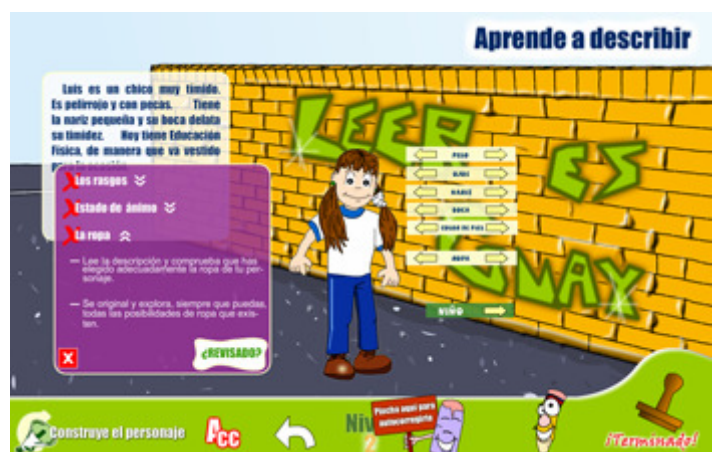 Aprende a describir
Luis es un chico muy tímido.
Es pelirrojo y con pecas. Tiene
la nariz pequeña y su boca delata
su timidez. Hoy tiene Educación
Física, de manera que va vestido
Los rasgos
Estado de ánimo
La ropa
— Lee la descripción y comprueba que has
elegido adecuadamente la ropa de tu per-
sonaje.
— Se original y explora, siempre que puedas,
todas las posibilidades de ropa que exis-
ten.
X
¿REVISADO?
LEER ES
GUAY
PELO
OJOS
NARIZ
BOCA
COLOR DE PIEL
ROPA
NIÑO
Construye el personaje
Acc
Niv
2
Pincha aquí para
autocorregirte
¡Terminado!